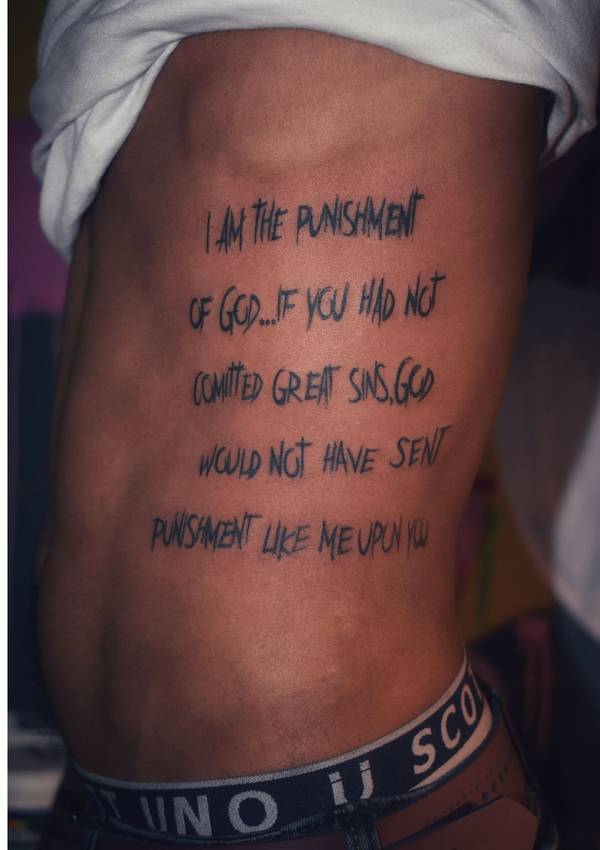 I AM THE PUNISHMENT
OF GOD...IF YOU HAD NOT
COMITTED GREAT SINS, GOD
WOULD NOT HAVE SENT
PUNISHMENT LIKE ME UPON YOU
UNO SCOT